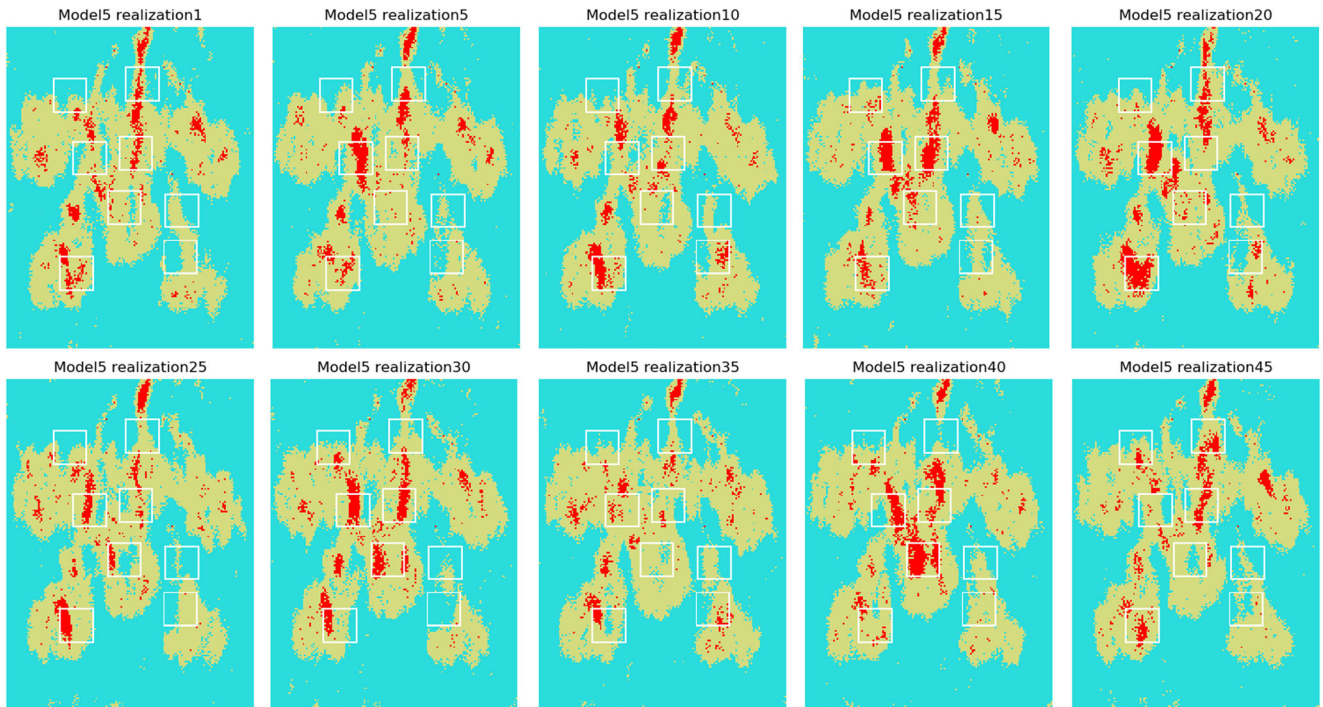 Model5 realization1
Model5 realization5
Model5 realization10
Model5 realization15
Model5 realization20
Model5 realization25
Model5 realization30
Model5 realization35
Model5 realization40
Model5 realization45